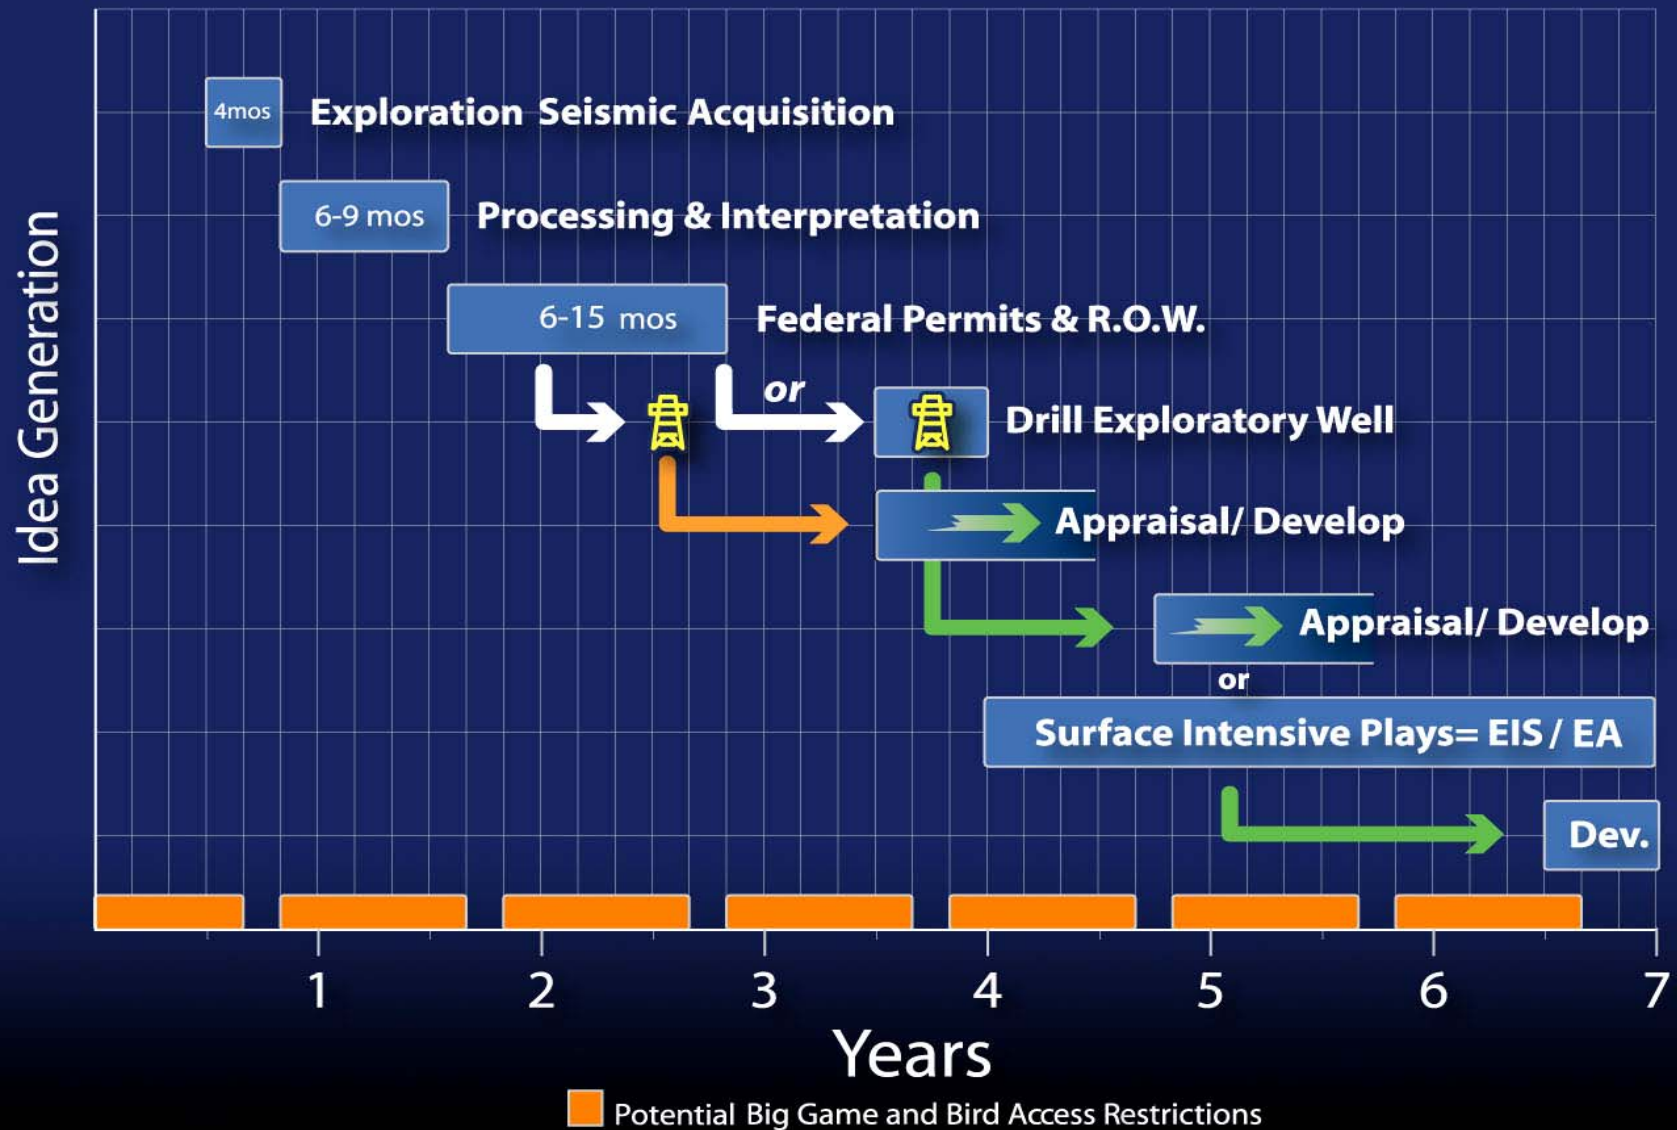 Idea Generation
4mos
Exploration Seismic Acquisition
6-9 mos
Processing & Interpretation
6-15 mos
Federal Permits & R.O.W.
or
Drill Exploratory Well
Appraisal/ Develop
Appraisal/ Develop
or
Surface Intensive Plays= EIS / EA
Dev.
1 2 3 4 5 6 7
Years
Potential Big Game and Bird Access Restrictions